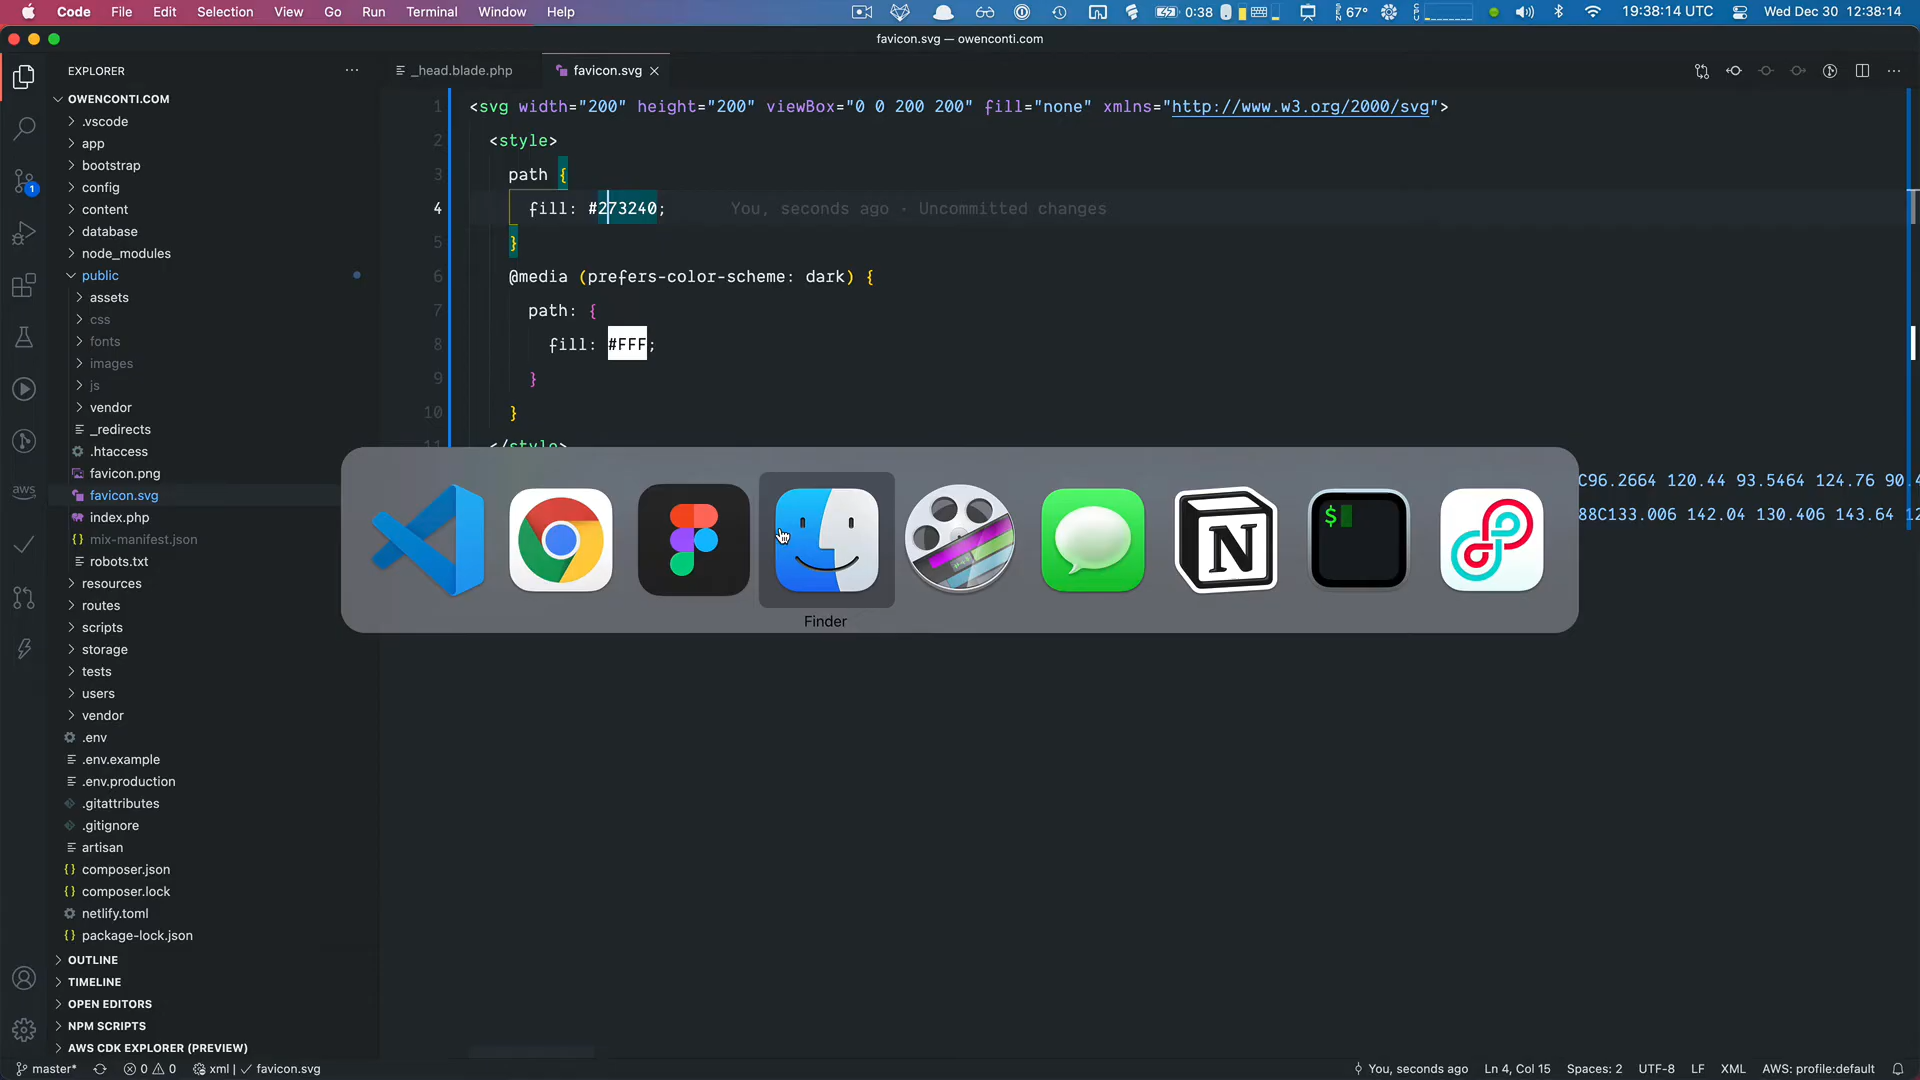 Code File Edit Selection View Go Run Terminal Window Help 0:38 67° 19:38:14 UTC Wed Dec 30 12:38:14
favicon.svg — owenconti.com
EXPLORER
_head.blade.php
favicon.svg
OWENCONTI.COM
.vscode
app
bootstrap
config
content
database
node_modules
public
assets
css
fonts
images
js
vendor
_redirects
.htaccess
favicon.png
favicon.svg
index.php
mix-manifest.json
robots.txt
resources
routes
scripts
storage
tests
users
vendor
.env
.env.example
.env.production
.gitattributes
.gitignore
artisan
composer.json
composer.lock
netlify.toml
package-lock.json
OUTLINE
TIMELINE
OPEN EDITORS
NPM SCRIPTS
AWS CDK EXPLORER (PREVIEW)
1
aws
1 <svg width="200" height="200" viewBox="0 0 200 200" fill="none" xmlns="http://www.w3.org/2000/svg">
2 <style>
3 path {
4 fill: #273240; You, seconds ago · Uncommitted changes
5 }
6 @media (prefers-color-scheme: dark) {
7 path: {
8 fill: #FFF;
9 }
10 }
11 </style>
C96.2664 120.44 93.5464 124.76 90.4
88C133.006 142.04 130.406 143.64 12
N
$
Finder
master* 0 0 xml favicon.svg You, seconds ago Ln 4, Col 15 Spaces: 2 UTF-8 LF XML AWS: profile:default